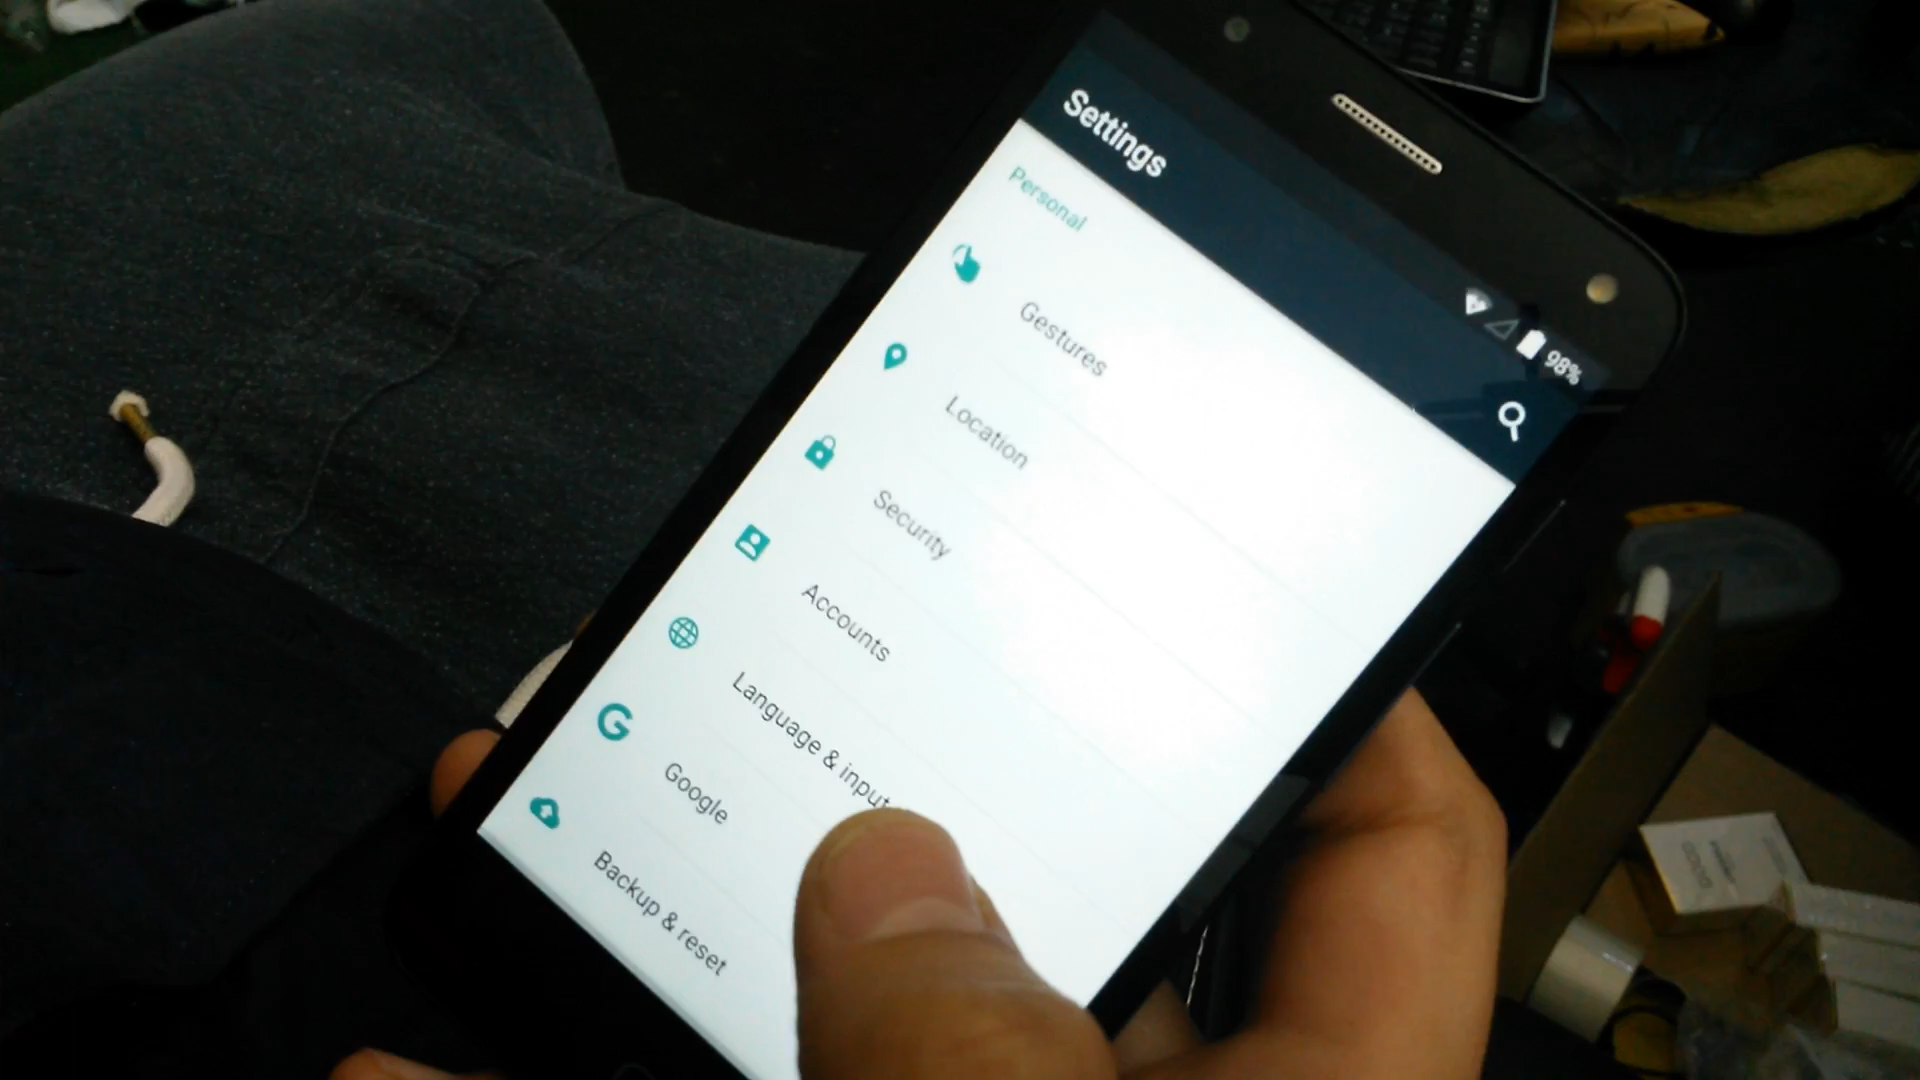 98%
Settings
Personal
Gestures
Location
Security
Accounts
Language & input
Google
Backup & reset